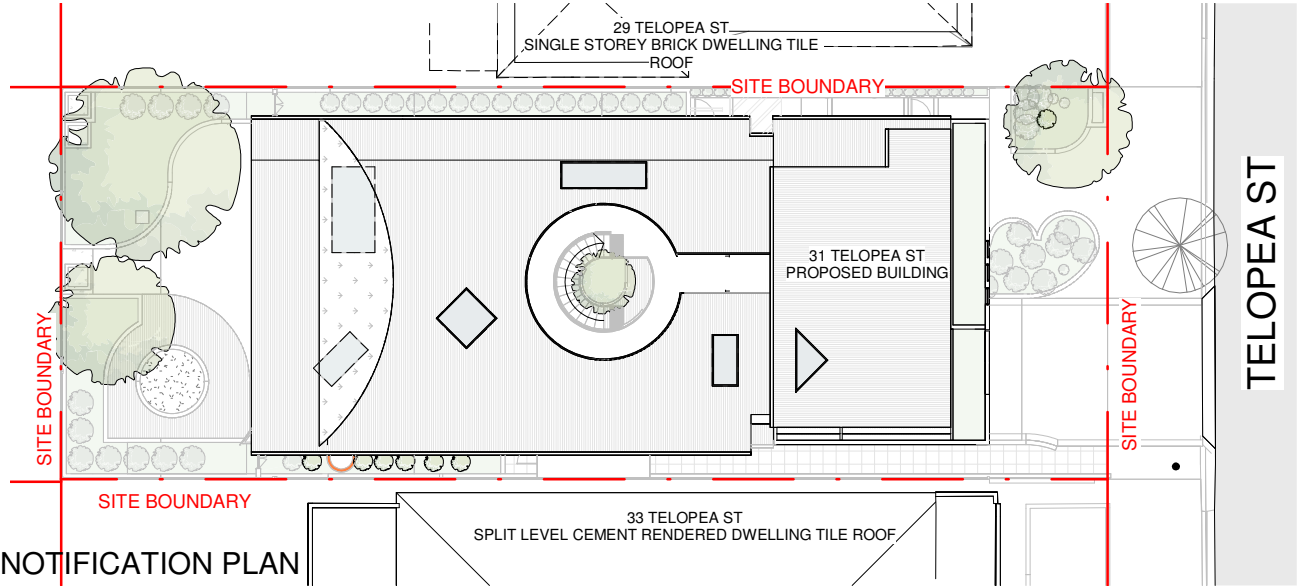 29 TELOPEA ST
SINGLE STOREY BRICK DWELLING TILE
ROOF
SITE BOUNDARY
31 TELOPEA ST
PROPOSED BUILDING
TELOPEA ST
SITE BOUNDARY
SITE BOUNDARY
SITE BOUNDARY
33 TELOPEA ST
SPLIT LEVEL CEMENT RENDERED DWELLING TILE ROOF
NOTIFICATION PLAN